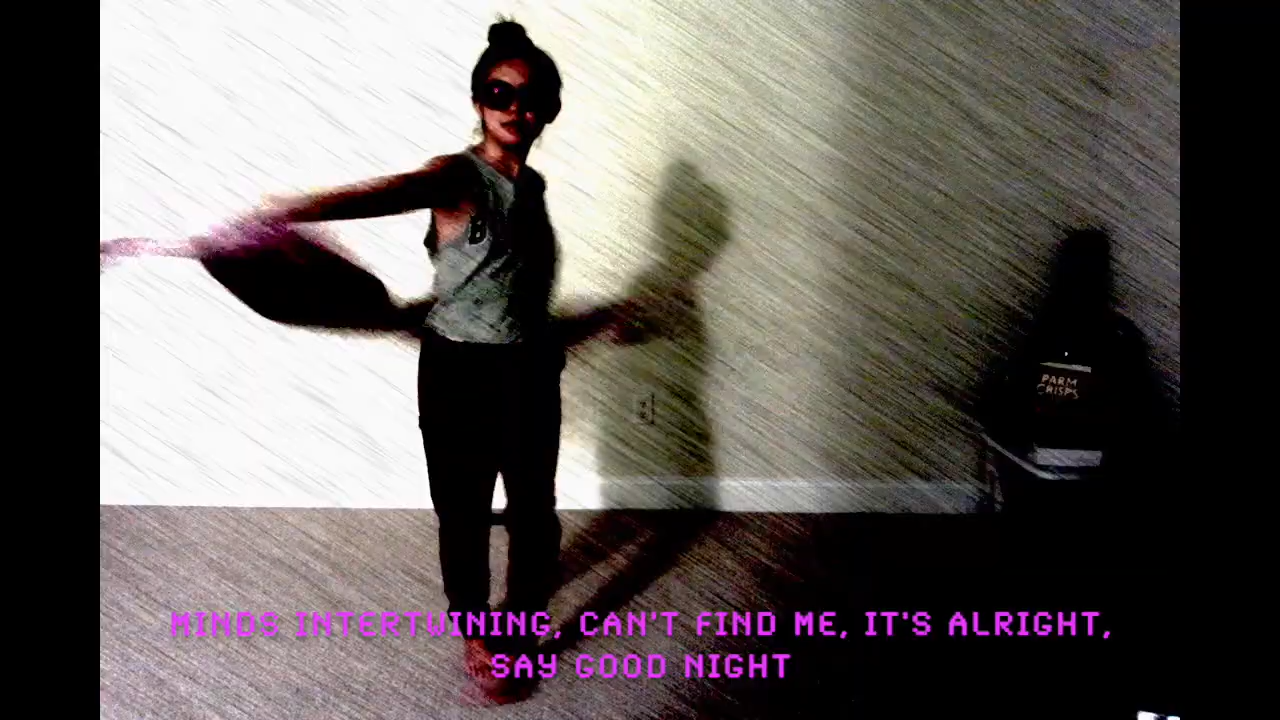 B
PARM
CRISPS
MINDS INTERTWINING, CAN'T FIND ME, IT'S ALRIGHT,
SAY GOOD NIGHT